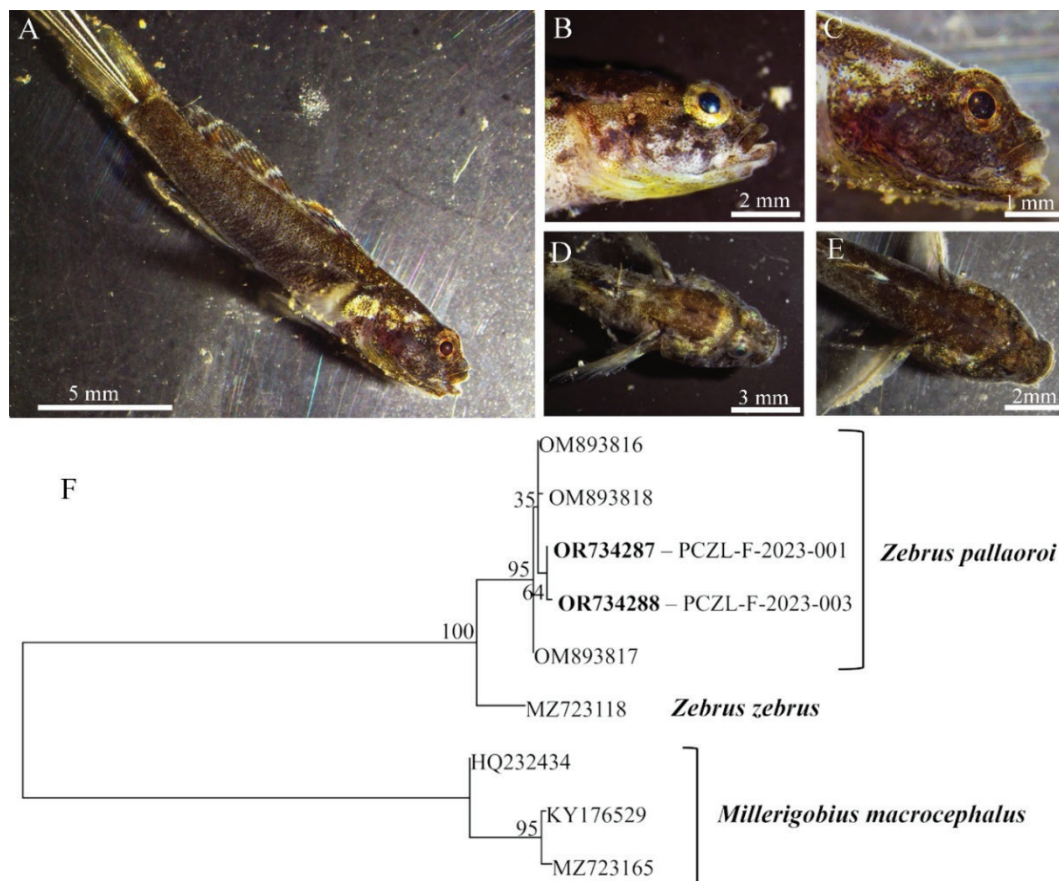 A
5 mm
B
2 mm
C
1 mm
D
3 mm
E
2mm
F
OM893816
35
OM893818
OR734287 – PCZL-F-2023-001
95
Zebrus pallaoroi
64
OR734288 – PCZL-F-2023-003
100
OM893817
MZ723118
Zebrus zebrus
HQ232434
KY176529
Millerigobius macrocephalus
95
MZ723165